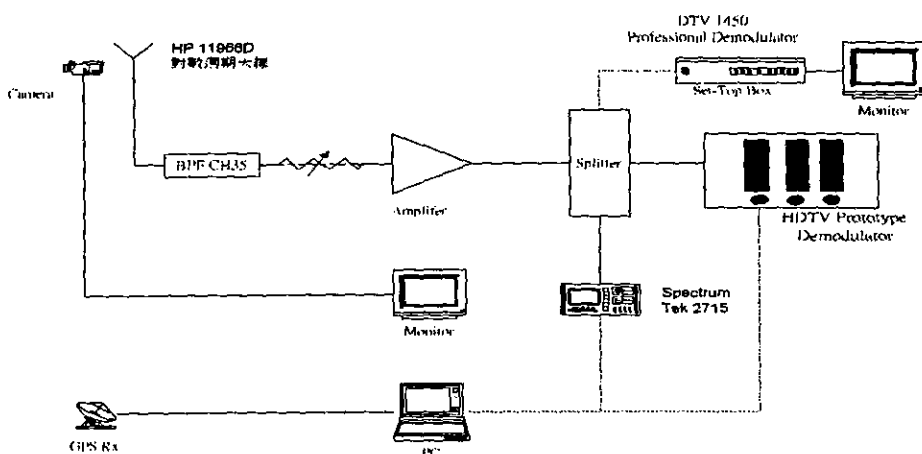 DTV 1450
Professional Demodulator
HP 11966D
對數週期天線
Camera
Set-Top Box
Monitor
BPF CH35
Splitter
Amplifer
HDTV Prototype
Demodulator
Spectrum
Tek 2715
Monitor
GPS Rx
PC